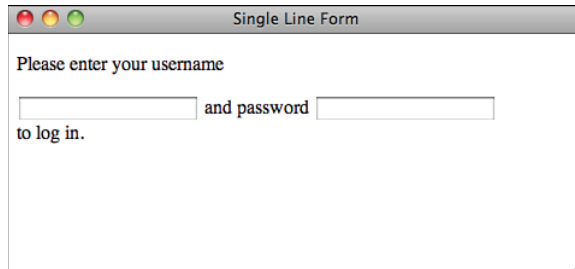 Single Line Form
Please enter your username
and password
to log in.